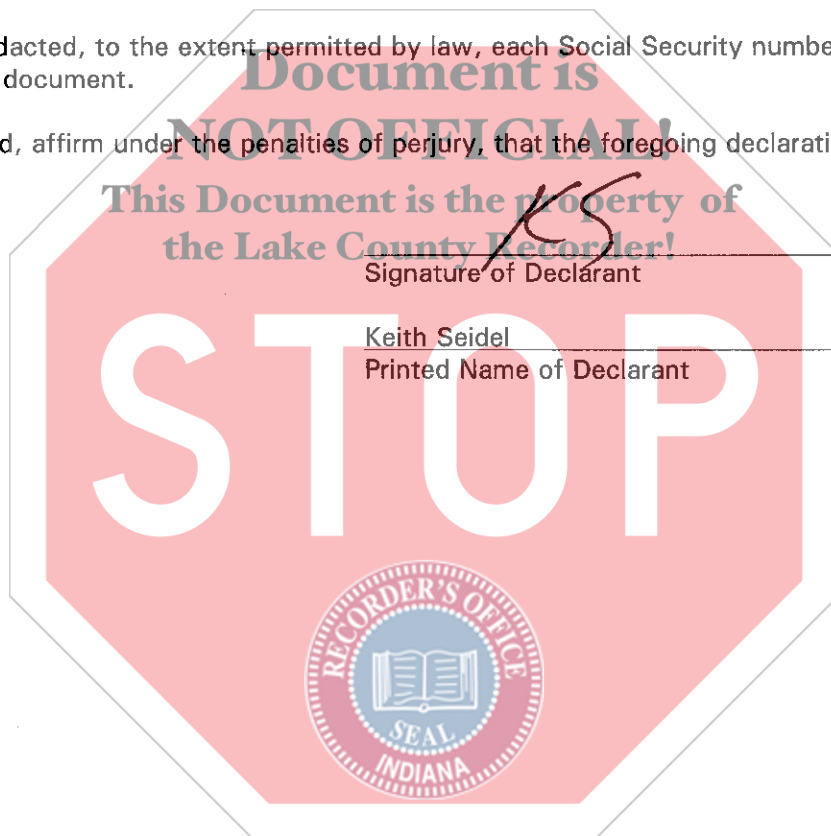 dacted, to the extent permitted by law, each Social Security numbe
document.
Document is
d, affirm under the penalties of perjury, that the foregoing declarati
NOT OFFICIAL!
This Document is the property of
the Lake County Recorder!
KS
Signature of Declarant
Keith Seidel
Printed Name of Declarant
STOP
RECORDER'S OFFICE
SEAL
INDIANA